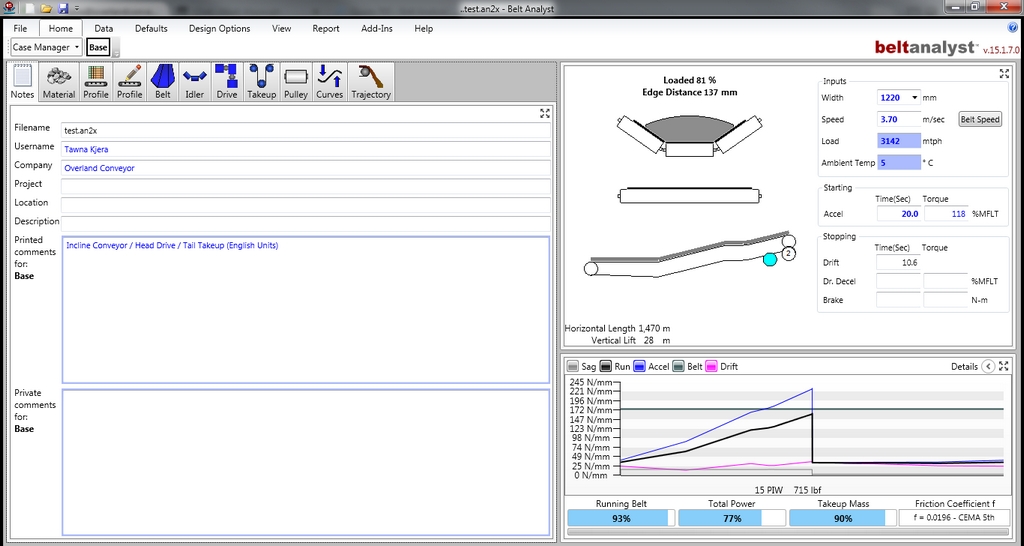 ..test.an2x - Belt Analyst
File Home Data Defaults Design Options View Report Add-Ins Help
Case Manager Base
beltanalyst v.15.1.7.0
Notes Material Profile Profile Belt Idler Drive Takeup Pulley Curves Trajectory
Filename test.an2x
Username Tawna Kjera
Company Overland Conveyor
Project
Location
Description
Printed
comments
for:
Base
Incline Conveyor / Head Drive / Tail Takeup (English Units)
Private
comments
for:
Base
Loaded 81 %
Edge Distance 137 mm
2
Horizontal Length 1,470 m
Vertical Lift 28 m
Inputs
Width 1220 mm
Speed 3.70 m/sec Belt Speed
Load 3142 mtph
Ambient Temp 5 ° C
Starting
Time(Sec) Torque
Accel 20.0 118 %MFLT
Stopping
Time(Sec) Torque
Drift 10.6
Dr. Decel %MFLT
Brake N-m
Sag Run Accel Belt Drift Details
245 N/mm
221 N/mm
196 N/mm
172 N/mm
147 N/mm
123 N/mm
98 N/mm
74 N/mm
49 N/mm
25 N/mm
0 N/mm
15 PIW 715 lbf
Running Belt Total Power Takeup Mass Friction Coefficient f
93% 77% 90% f = 0.0196 - CEMA 5th